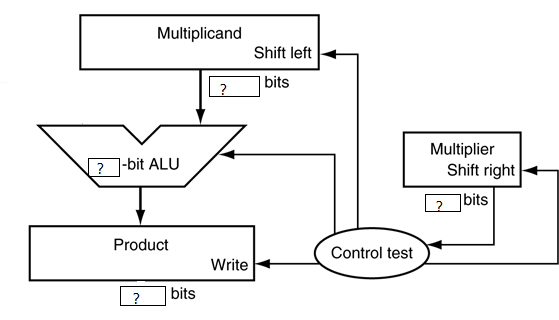 Multiplicand
Shift left
? bits
? -bit ALU
Multiplier
Shift right
? bits
Product
Write
Control test
? bits